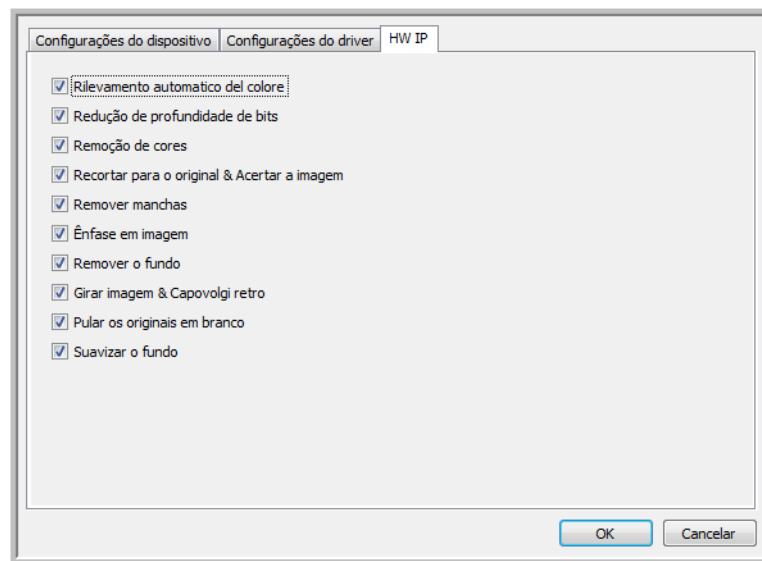 Configurações do dispositivo Configurações do driver HW IP
Rilevamento automatico del colore
Redução de profundidade de bits
Remoção de cores
Recortar para o original & Acertar a imagem
Remover manchas
Ênfase em imagem
Remover o fundo
Girar imagem & Capovolgi retro
Pular os originais em branco
Suavizar o fundo
OK Cancelar